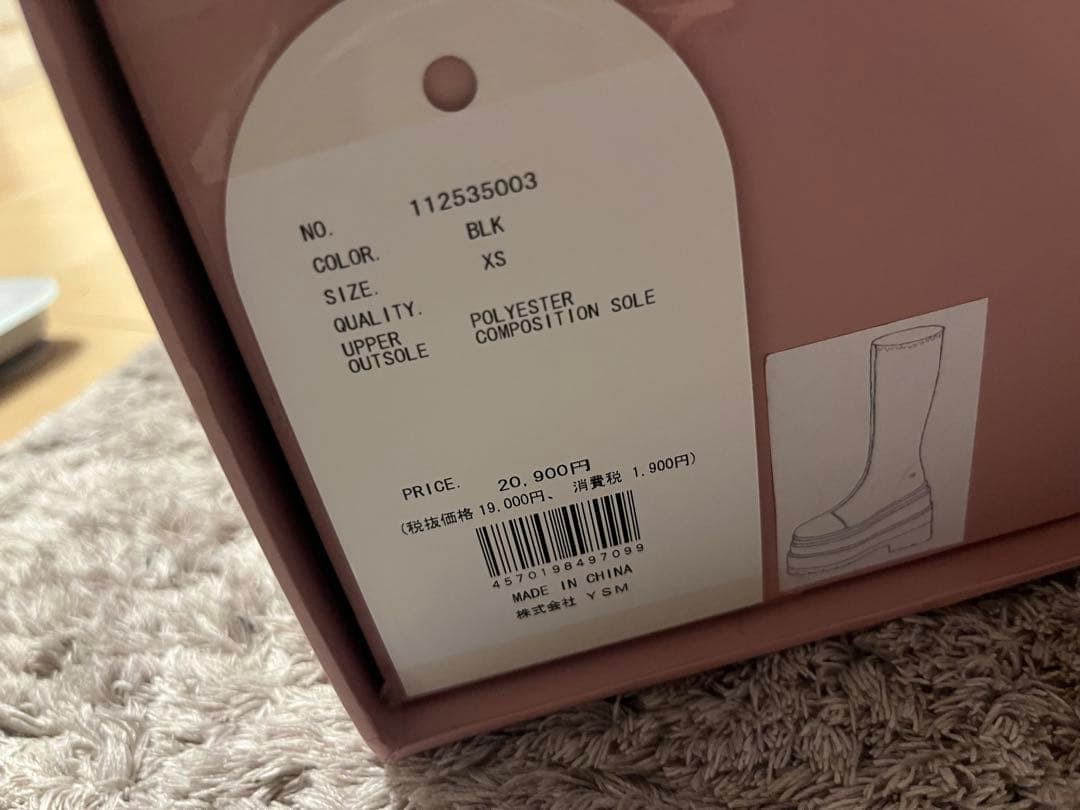 NO. 112535003
COLOR. BLK
SIZE. XS
QUALITY.
UPPER POLYESTER
OUTSOLE COMPOSITION SOLE
PRICE. 20,900円
(税抜価格 19,000円、 消費税 1,900円)
4570198497099
MADE IN CHINA
株式会社 YSM